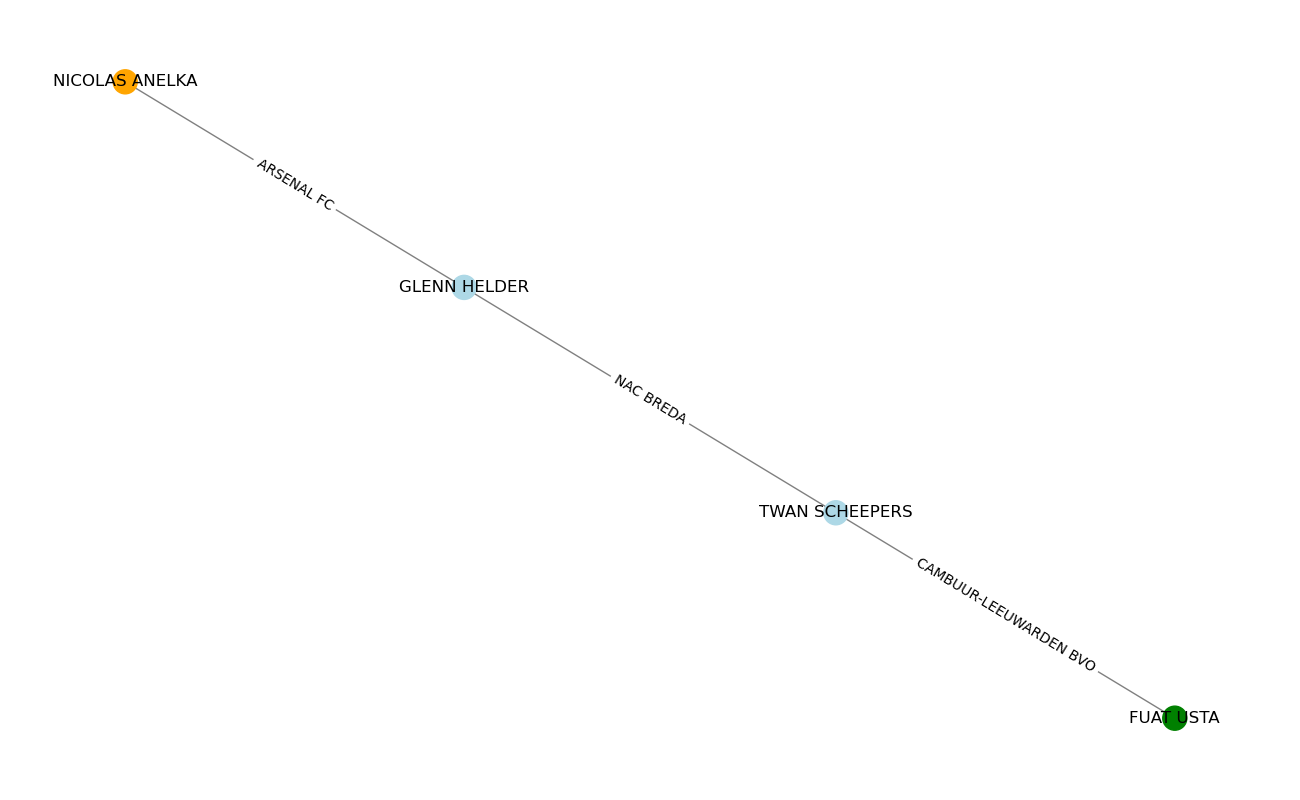 NICOLAS ANELKA
ARSENAL FC
GLENN HELDER
NAC BREDA
TWAN SCHEEPERS
CAMBUUR-LEEUWARDEN BVO
FUAT USTA